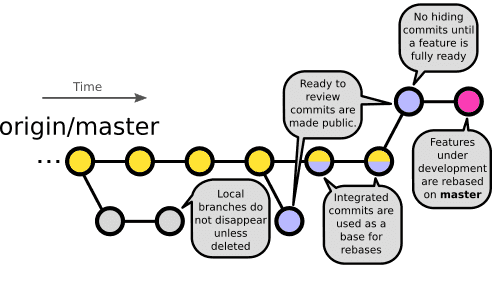 No hiding
commits until
a feature is
fully ready
Time
Ready to
review
commits are
made public.
origin/master
Features
under
development
are rebased
on master
Local
branches do
not disappear
unless
deleted
Integrated
commits are
used as a
base for
rebases